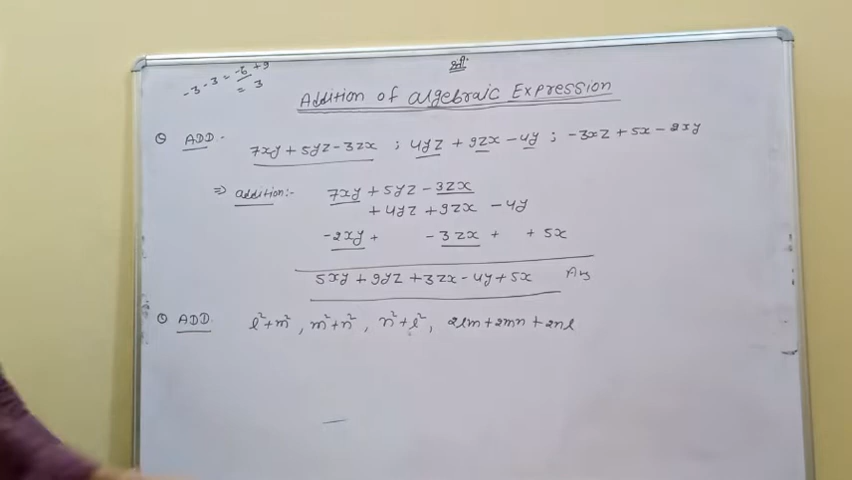 श्री
-3 -3 = -6 +9
= 3
Addition of algebraic Expression
Q ADD - 7xy + 5yz - 3zx ; 4yz + 9zx - 4y ; -3xz + 5x - 2xy
⇒ addition:- 7xy + 5yz - 3zx
+ 4yz + 9zx - 4y
-2xy + - 3zx + + 5x
5xy + 9yz + 3zx - 4y + 5x Ans
Q ADD. l² + m² , m² + n² , n² + l² , 2lm + 2mn + 2nl